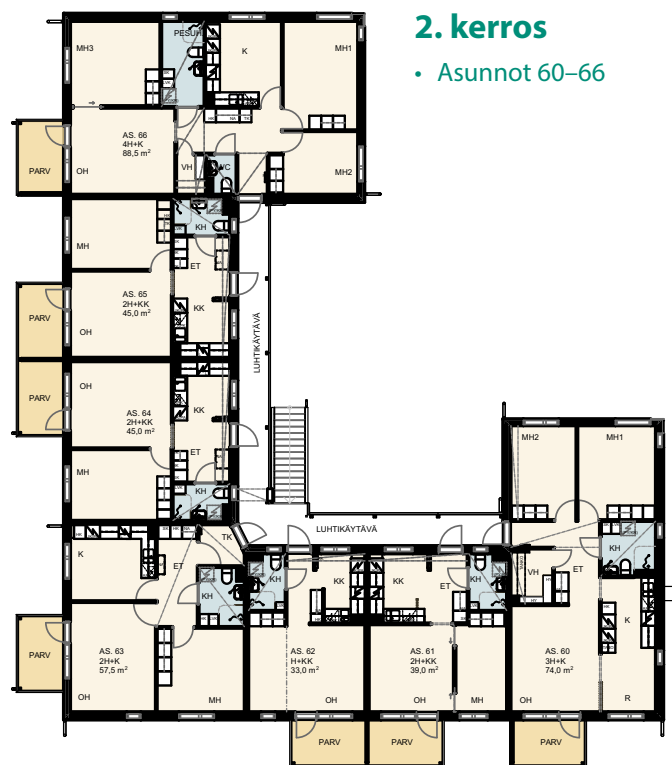 2. kerros
• Asunnot 60–66
PESUH
MH3
K
MH1
AS. 66
4H+K
88,5 m²
HK
NA
TK
PARV
OH
VH
WC
MH2
KH
MH
ET
AS. 65
2H+KK
45,0 m²
KK
PARV
OH
LUHTIKÄYTÄVÄ
OH
PARV
KK
AS. 64
2H+KK
45,0 m²
ET
MH
KH
MH2
MH1
LUHTIKÄYTÄVÄ
TK
K
ET
KH
KH
KK
KK
ET
KH
VH
ET
KH
PARV
AS. 63
2H+K
57,5 m²
OH
MH
AS. 62
H+KK
33,0 m²
OH
AS. 61
2H+KK
39,0 m²
OH
MH
AS. 60
3H+K
74,0 m²
OH
K
R
PARV
PARV
PARV